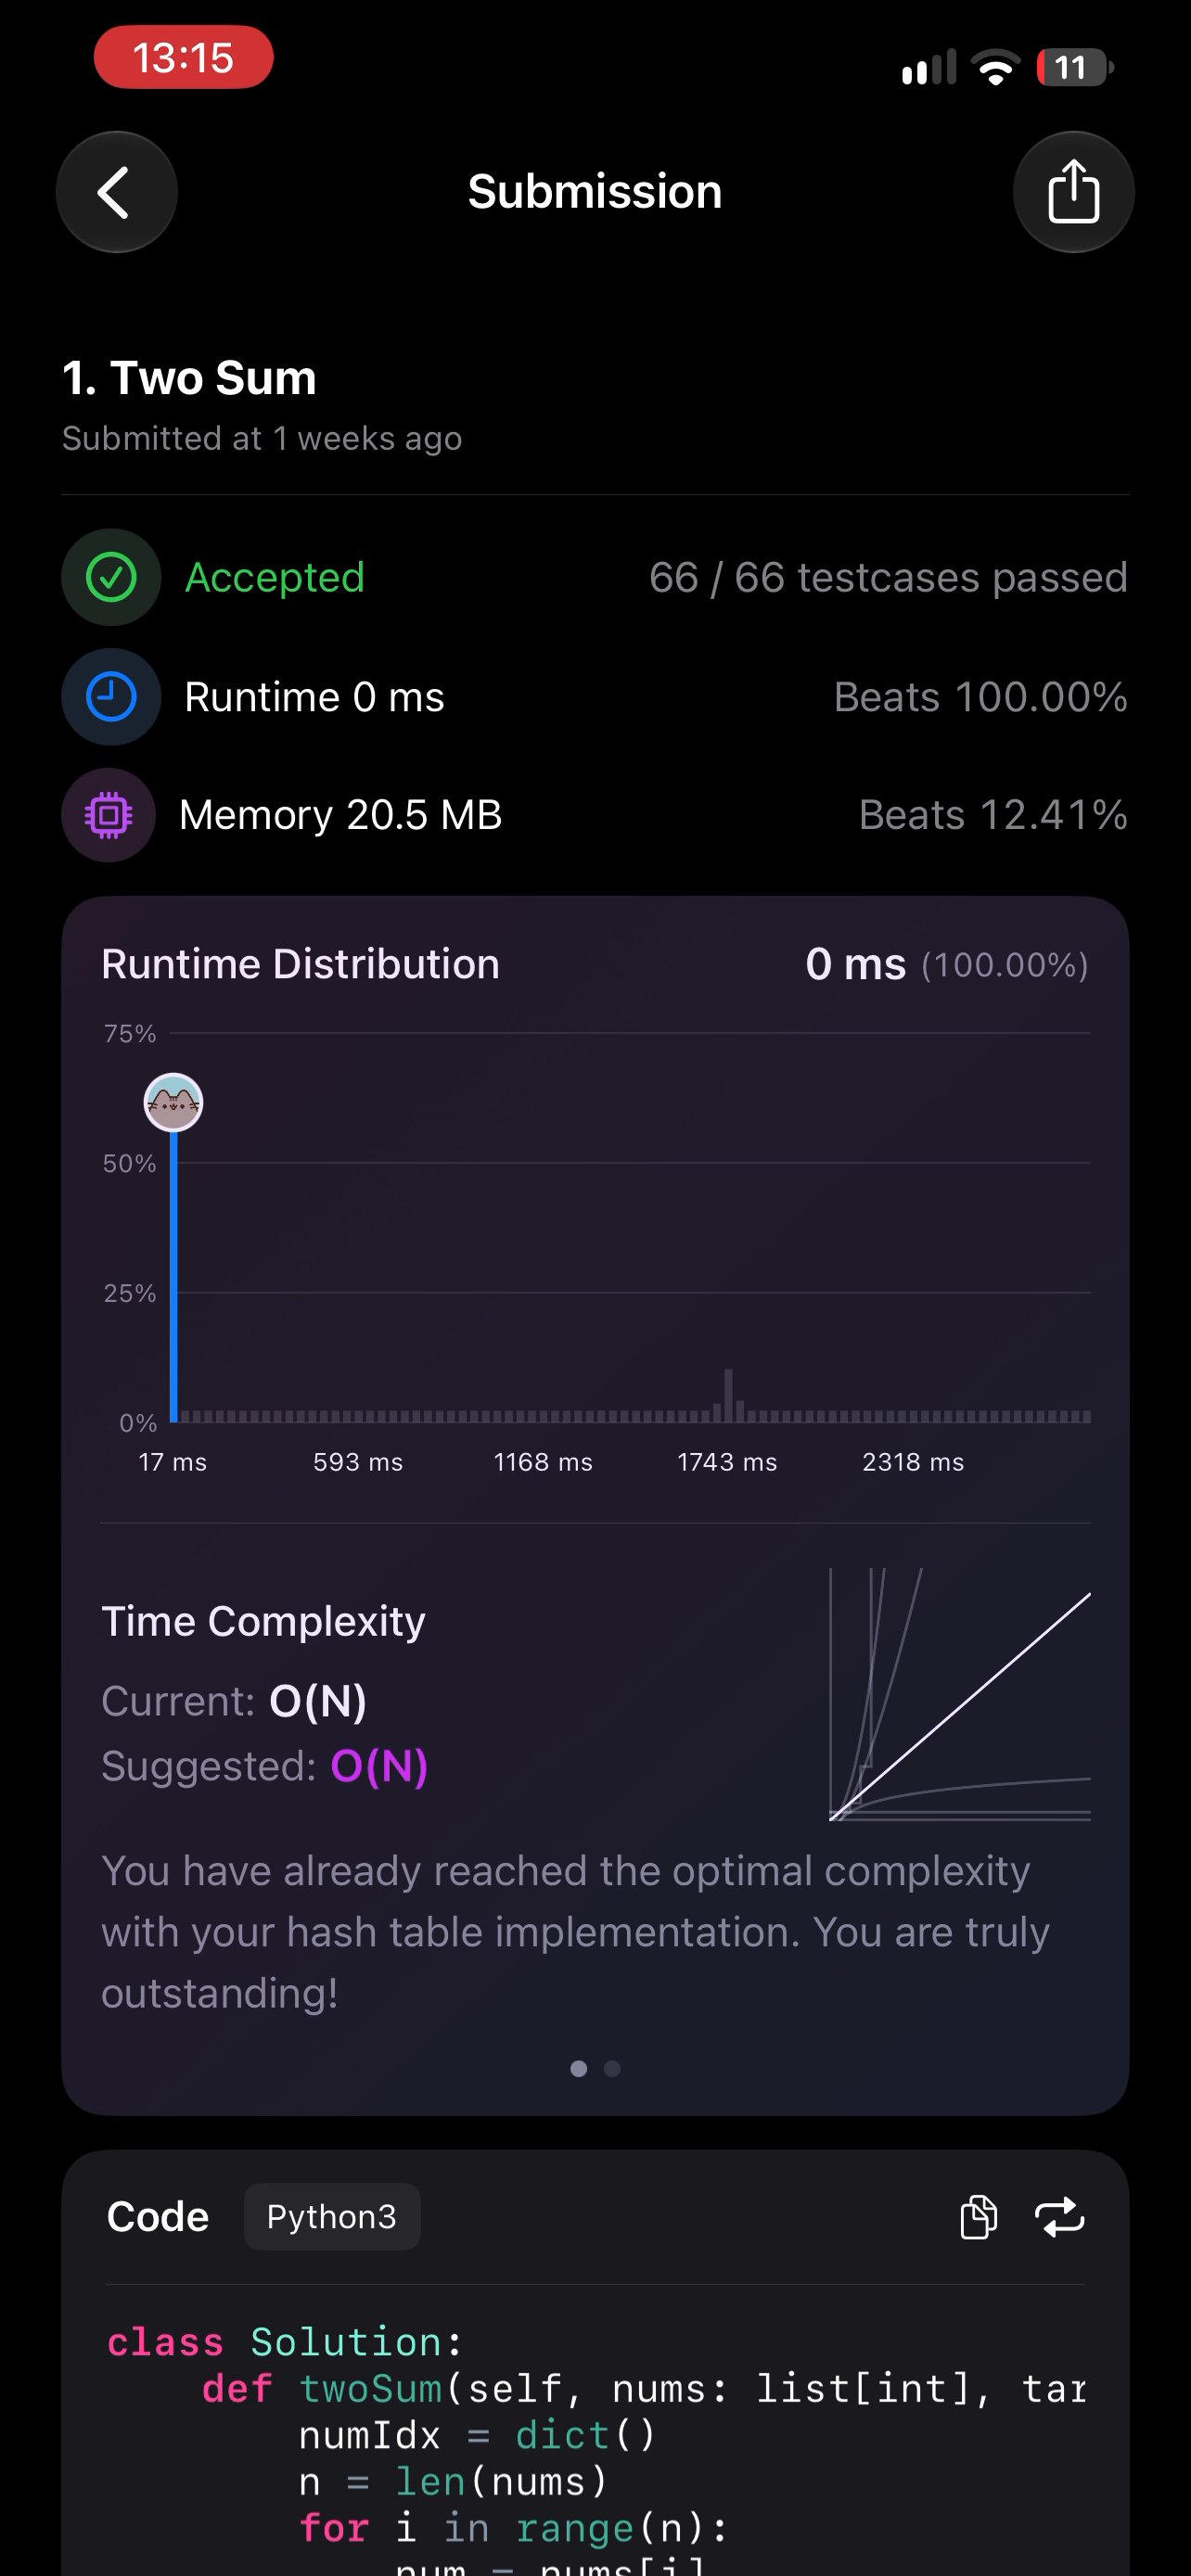 13:15
11
Submission
1. Two Sum
Submitted at 1 weeks ago
Accepted 66 / 66 testcases passed
Runtime 0 ms Beats 100.00%
Memory 20.5 MB Beats 12.41%
Runtime Distribution 0 ms (100.00%)
75%
50%
25%
0%
17 ms 593 ms 1168 ms 1743 ms 2318 ms
Time Complexity
Current: O(N)
Suggested: O(N)
You have already reached the optimal complexity
with your hash table implementation. You are truly
outstanding!
Code Python3
class Solution:
    def twoSum(self, nums: list[int], tar
        numIdx = dict()
        n = len(nums)
        for i in range(n):
            num = nums[i]